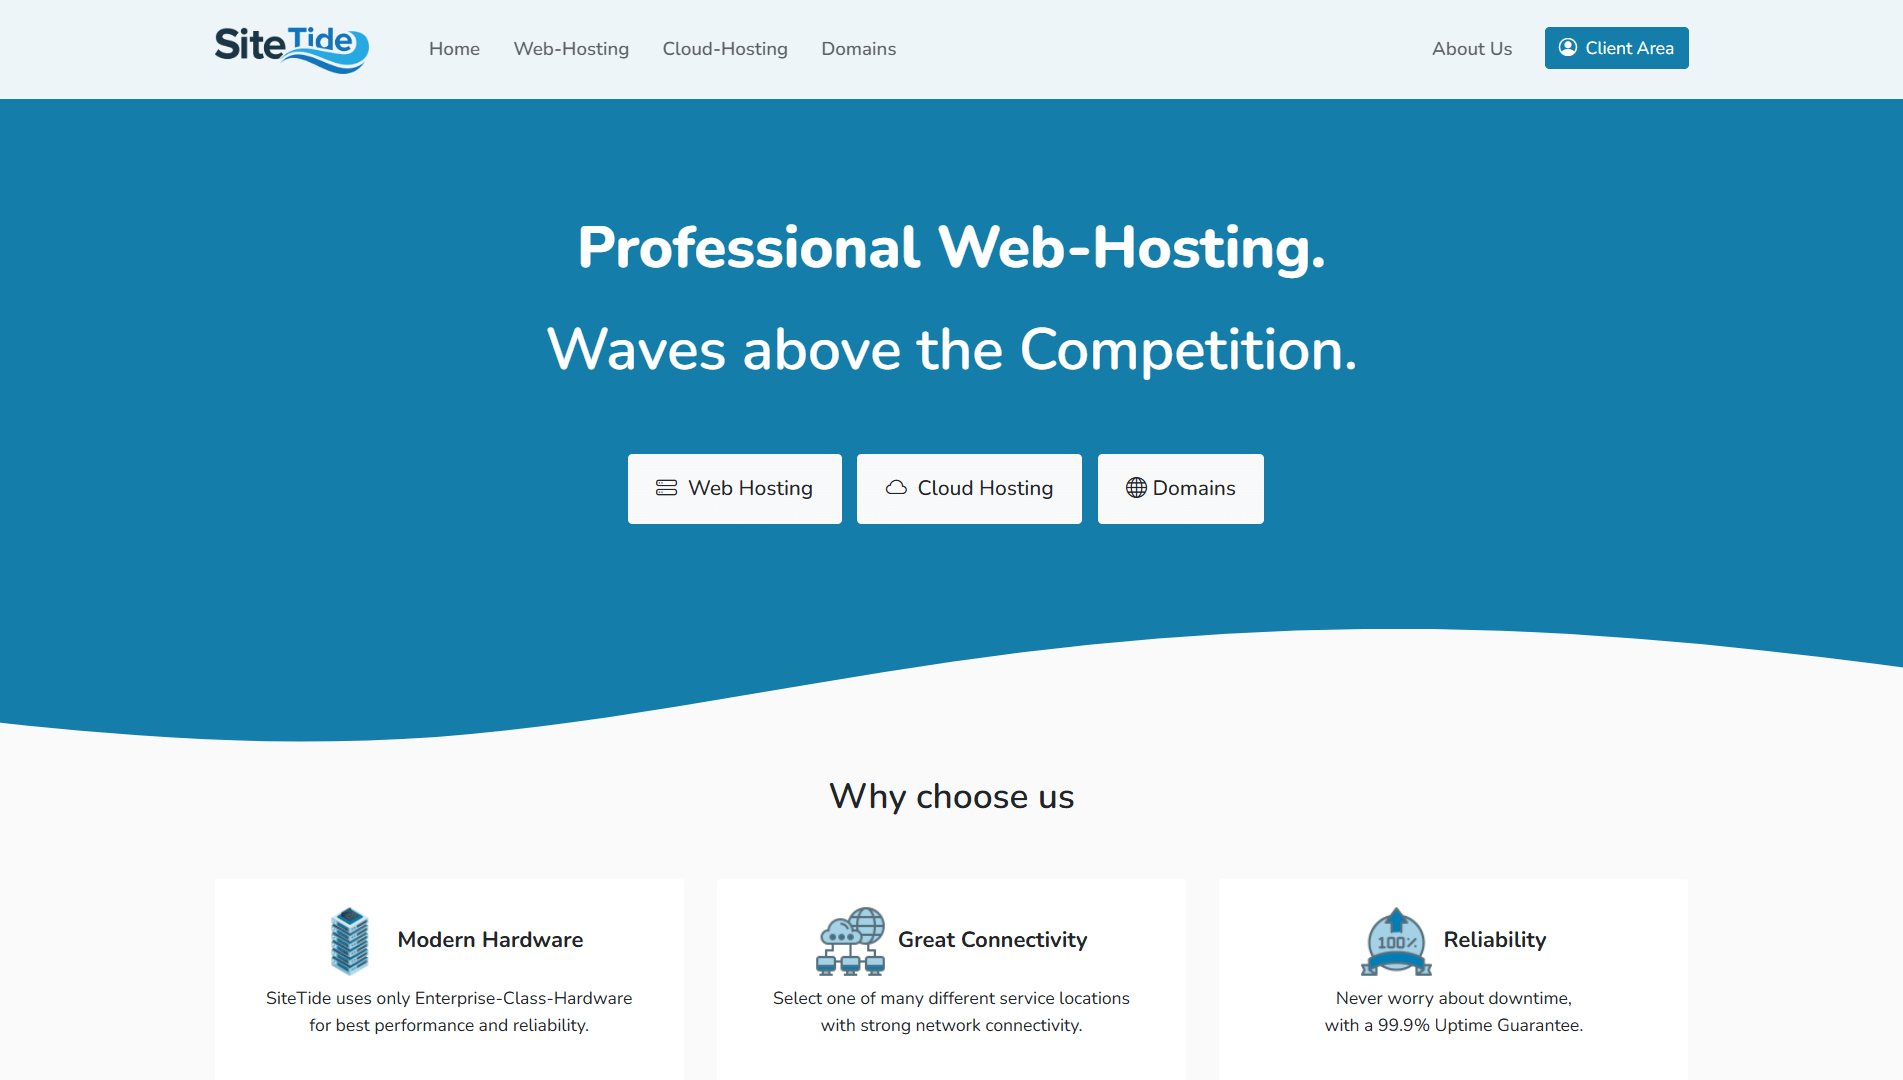 SiteTide
Home
Web-Hosting
Cloud-Hosting
Domains
About Us
Client Area
Professional Web-Hosting.
Waves above the Competition.
Web Hosting
Cloud Hosting
Domains
Why choose us
Modern Hardware
SiteTide uses only Enterprise-Class-Hardware
for best performance and reliability.
Great Connectivity
Select one of many different service locations
with strong network connectivity.
100%
Reliability
Never worry about downtime,
with a 99.9% Uptime Guarantee.